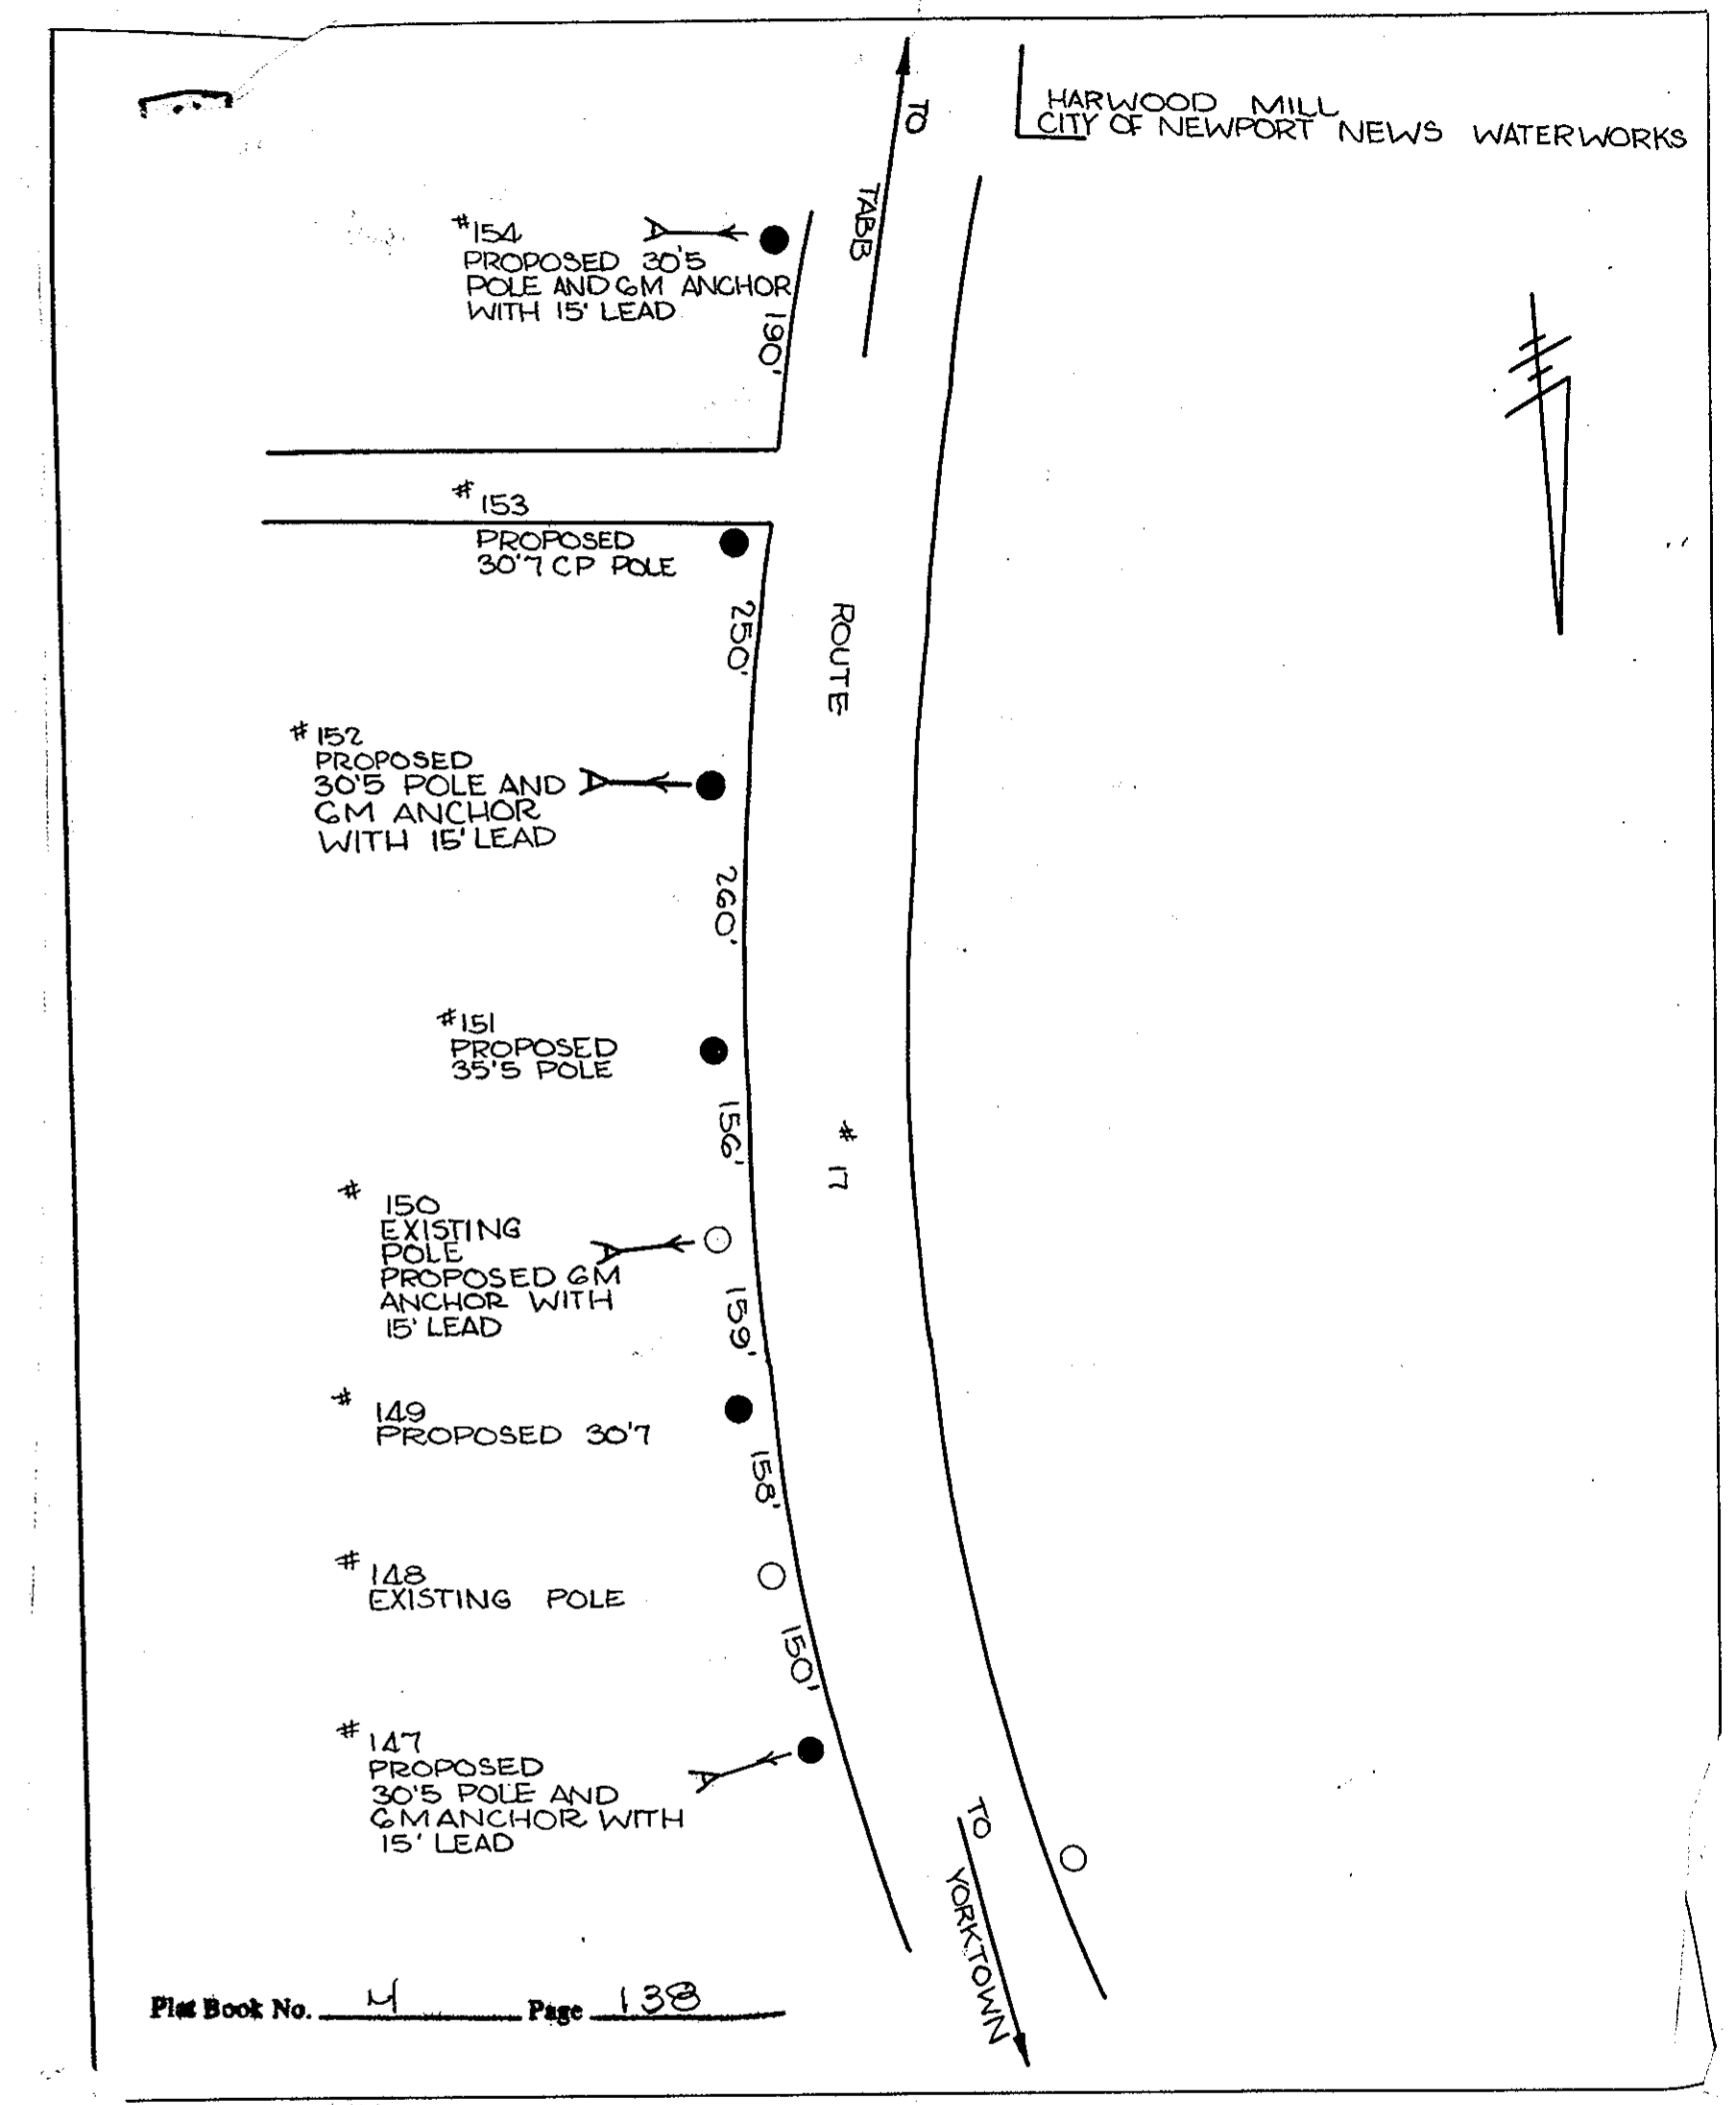 HARWOOD MILL
CITY OF NEWPORT NEWS WATERWORKS
TO TABB
#154
PROPOSED 30'5
POLE AND 6M ANCHOR
WITH 15' LEAD
190'
#153
PROPOSED
30'7 CP POLE
250'
ROUTE # 17
#152
PROPOSED
30'5 POLE AND
6M ANCHOR
WITH 15' LEAD
260'
#151
PROPOSED
35'5 POLE
156'
# 150
EXISTING
POLE
PROPOSED 6M
ANCHOR WITH
15' LEAD
159'
# 149
PROPOSED 30'7
158'
# 148
EXISTING POLE
150'
# 147
PROPOSED
30'5 POLE AND
6M ANCHOR WITH
15' LEAD
TO YORKTOWN
Plat Book No. 4 Page 138